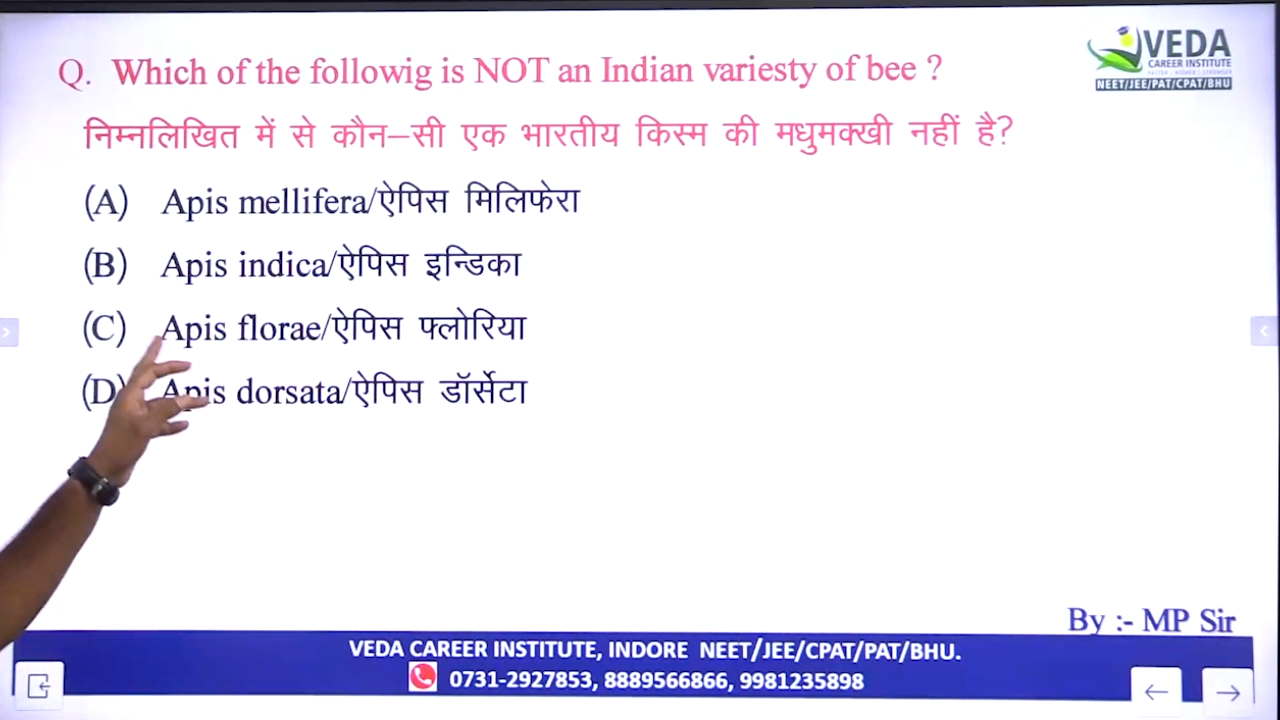 Q. Which of the followig is NOT an Indian variesty of bee ?
निम्नलिखित में से कौन–सी एक भारतीय किस्म की मधुमक्खी नहीं है?
(A) Apis mellifera/ऐपिस मिलिफेरा
(B) Apis indica/ऐपिस इन्डिका
(C) Apis florae/ऐपिस फ्लोरिया
(D) Apis dorsata/ऐपिस डॉर्सेटा
VEDA
CAREER INSTITUTE
NEET/JEE/PAT/CPAT/BHU
By :- MP Sir
VEDA CAREER INSTITUTE, INDORE NEET/JEE/CPAT/PAT/BHU.
0731-2927853, 8889566866, 9981235898